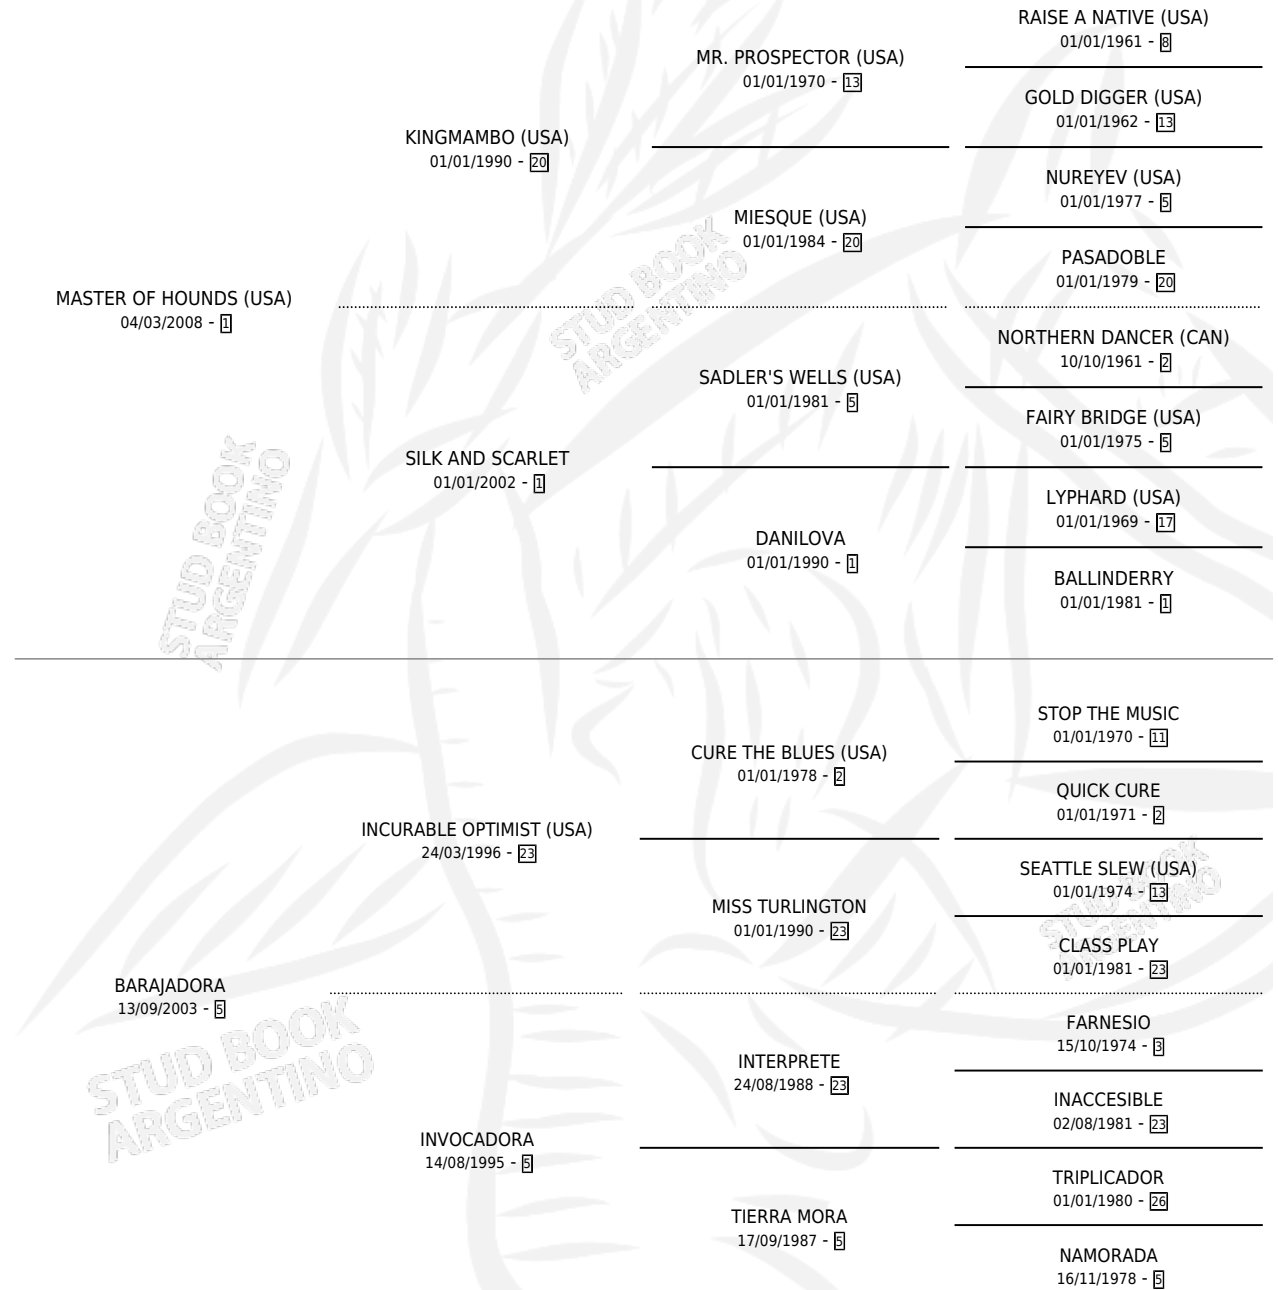 RAISE A NATIVE (USA)
01/01/1961 - 8
MR. PROSPECTOR (USA)
01/01/1970 - 13
GOLD DIGGER (USA)
01/01/1962 - 13
KINGMAMBO (USA)
01/01/1990 - 20
NUREYEV (USA)
01/01/1977 - 5
MIESQUE (USA)
01/01/1984 - 20
PASADOBLE
01/01/1979 - 20
MASTER OF HOUNDS (USA)
04/03/2008 - 1
STUD BOOK
ARGENTINO
NORTHERN DANCER (CAN)
10/10/1961 - 2
SADLER'S WELLS (USA)
01/01/1981 - 5
FAIRY BRIDGE (USA)
01/01/1975 - 5
SILK AND SCARLET
01/01/2002 - 1
LYPHARD (USA)
01/01/1969 - 17
DANILOVA
01/01/1990 - 1
BALLINDERRY
01/01/1981 - 1
STUD BOOK
ARGENTINO
STOP THE MUSIC
01/01/1970 - 11
CURE THE BLUES (USA)
01/01/1978 - 2
QUICK CURE
01/01/1971 - 2
INCURABLE OPTIMIST (USA)
24/03/1996 - 23
SEATTLE SLEW (USA)
01/01/1974 - 13
MISS TURLINGTON
01/01/1990 - 23
CLASS PLAY
01/01/1981 - 23
STUD BOOK
ARGENTINO
BARAJADORA
13/09/2003 - 5
STUD BOOK
ARGENTINO
FARNESIO
15/10/1974 - 3
INTERPRETE
24/08/1988 - 23
INACCESIBLE
02/08/1981 - 23
INVOCADORA
14/08/1995 - 5
TRIPLICADOR
01/01/1980 - 26
TIERRA MORA
17/09/1987 - 5
NAMORADA
16/11/1978 - 5